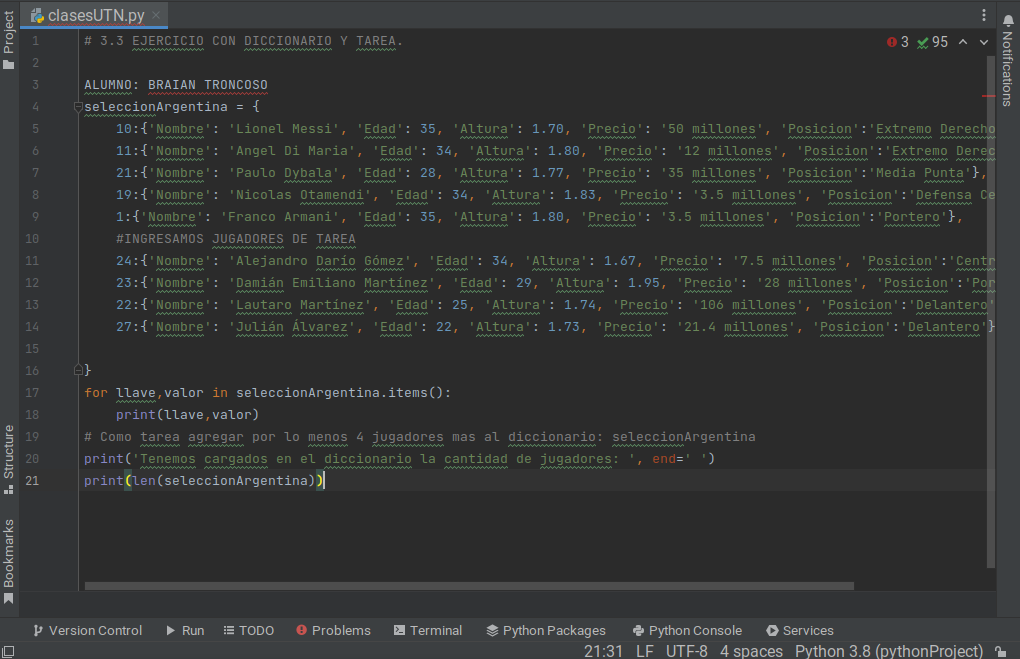 clasesUTN.py
Project
3 95
Notifications
1 # 3.3 EJERCICIO CON DICCIONARIO Y TAREA.
2
3 ALUMNO: BRAIAN TRONCOSO
4 seleccionArgentina = {
5 10:{'Nombre': 'Lionel Messi', 'Edad': 35, 'Altura': 1.70, 'Precio': '50 millones', 'Posicion':'Extremo Derecho
6 11:{'Nombre': 'Angel Di Maria', 'Edad': 34, 'Altura': 1.80, 'Precio': '12 millones', 'Posicion':'Extremo Derec
7 21:{'Nombre': 'Paulo Dybala', 'Edad': 28, 'Altura': 1.77, 'Precio': '35 millones', 'Posicion':'Media Punta'},
8 19:{'Nombre': 'Nicolas Otamendi', 'Edad': 34, 'Altura': 1.83, 'Precio': '3.5 millones', 'Posicion':'Defensa Ce
9 1:{'Nombre': 'Franco Armani', 'Edad': 35, 'Altura': 1.80, 'Precio': '3.5 millones', 'Posicion':'Portero'},
10 #INGRESAMOS JUGADORES DE TAREA
11 24:{'Nombre': 'Alejandro Darío Gómez', 'Edad': 34, 'Altura': 1.67, 'Precio': '7.5 millones', 'Posicion':'Centr
12 23:{'Nombre': 'Damián Emiliano Martinez', 'Edad': 29, 'Altura': 1.95, 'Precio': '28 millones', 'Posicion':'Por
13 22:{'Nombre': 'Lautaro Martínez', 'Edad': 25, 'Altura': 1.74, 'Precio': '106 millones', 'Posicion':'Delantero'
14 27:{'Nombre': 'Julián Álvarez', 'Edad': 22, 'Altura': 1.73, 'Precio': '21.4 millones', 'Posicion':'Delantero'}
15
16 }
17 for llave,valor in seleccionArgentina.items():
18 print(llave,valor)
19 # Como tarea agregar por lo menos 4 jugadores mas al diccionario: seleccionArgentina
20 print('Tenemos cargados en el diccionario la cantidad de jugadores: ', end=' ')
21 print(len(seleccionArgentina))
Structure
Bookmarks
Version Control Run TODO Problems Terminal Python Packages Python Console Services
21:31 LF UTF-8 4 spaces Python 3.8 (pythonProject)